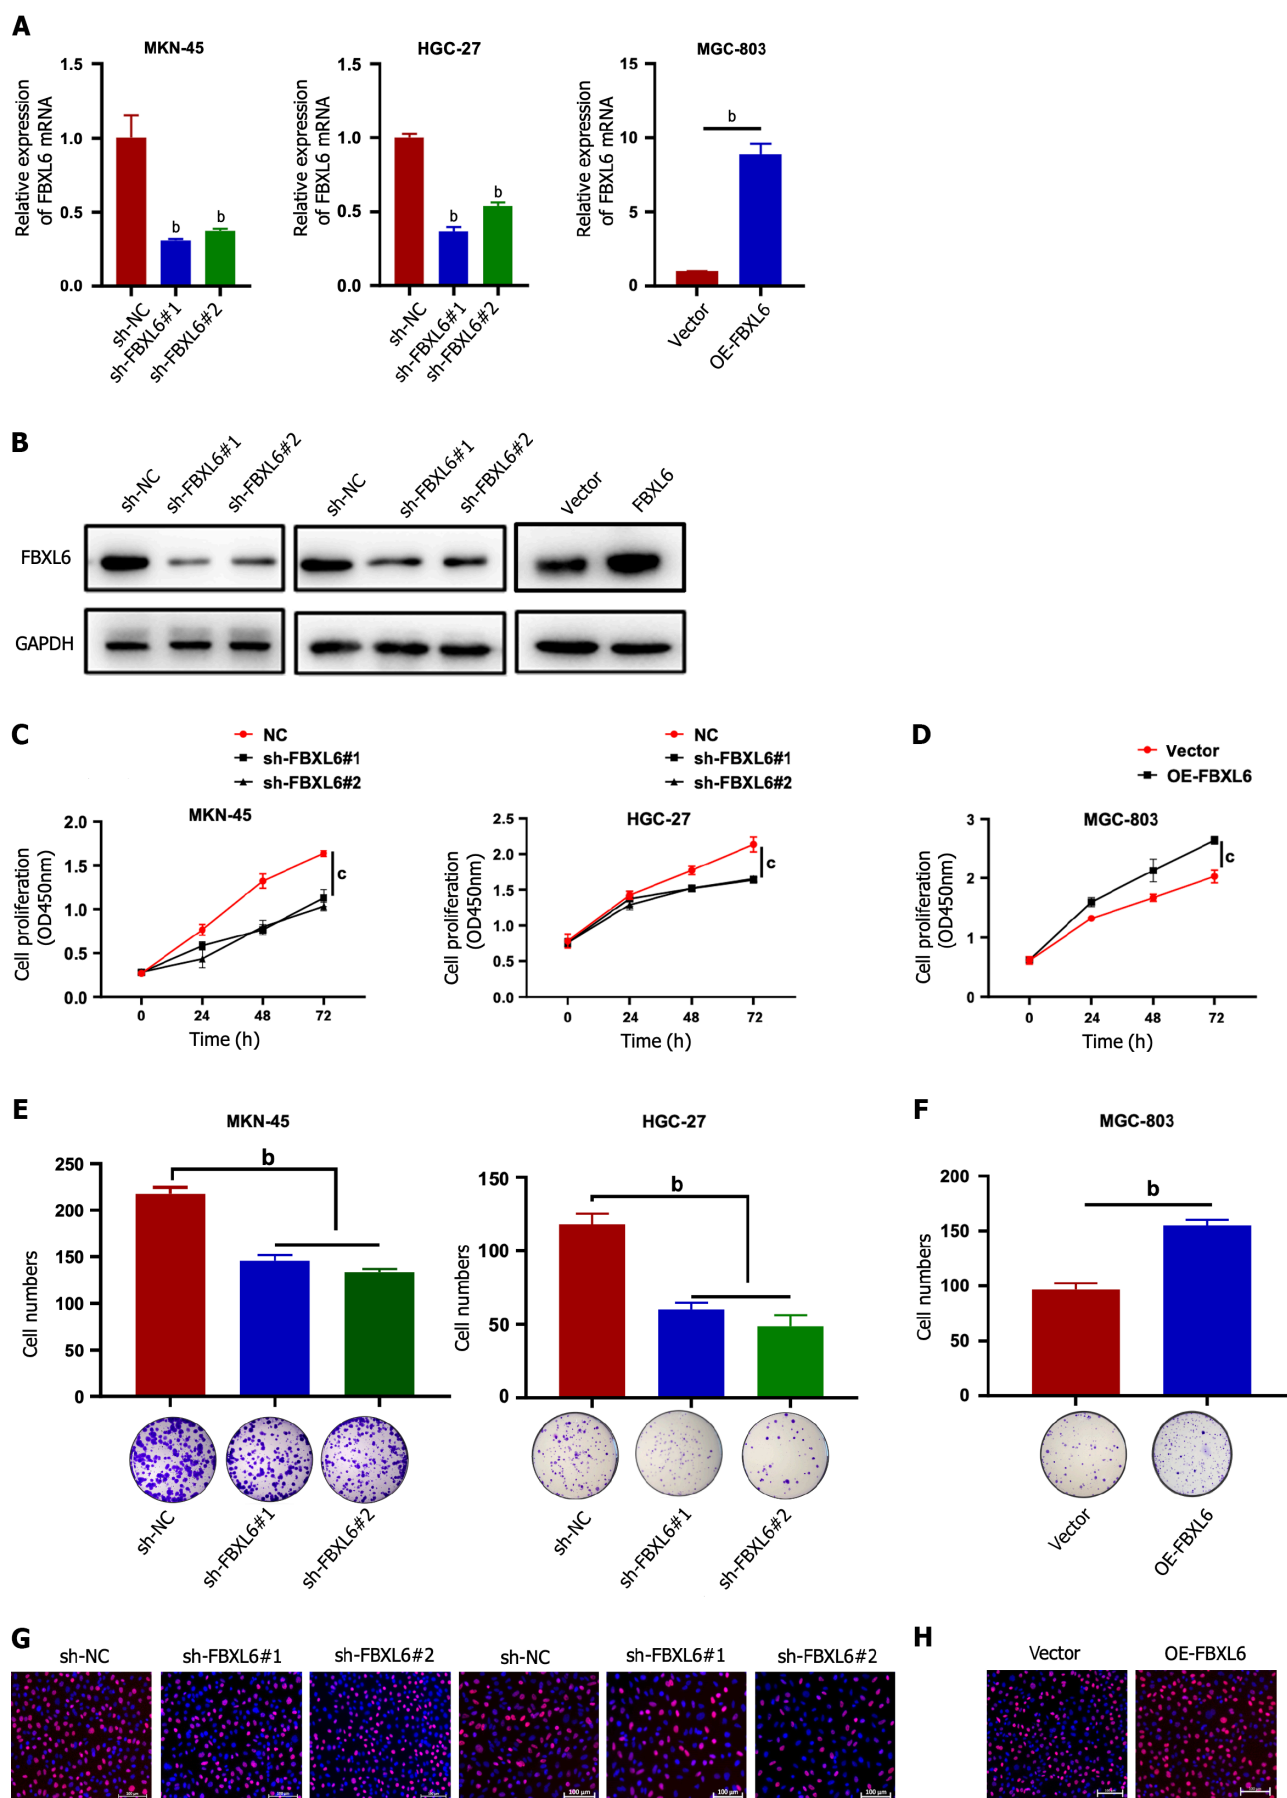 A
MKN-45
HGC-27
MGC-803
Relative expression
of FBXL6 mRNA
1.5
1.0
0.5
0.0
b
b
sh-NC
sh-FBXL6#1
sh-FBXL6#2
Relative expression
of FBXL6 mRNA
1.5
1.0
0.5
0.0
b
b
sh-NC
sh-FBXL6#1
sh-FBXL6#2
Relative expression
of FBXL6 mRNA
15
10
5
0
b
Vector
OE-FBXL6
B
sh-NC
sh-FBXL6#1
sh-FBXL6#2
sh-NC
sh-FBXL6#1
sh-FBXL6#2
Vector
FBXL6
FBXL6
GAPDH
C
NC
sh-FBXL6#1
sh-FBXL6#2
MKN-45
Cell proliferation
(OD450nm)
2.0
1.5
1.0
0.5
0.0
c
0 24 48 72
Time (h)
NC
sh-FBXL6#1
sh-FBXL6#2
HGC-27
Cell proliferation
(OD450nm)
2.5
2.0
1.5
1.0
0.5
0.0
c
0 24 48 72
Time (h)
D
Vector
OE-FBXL6
MGC-803
Cell proliferation
(OD450nm)
3
2
1
0
c
0 24 48 72
Time (h)
E
MKN-45
Cell numbers
250
200
150
100
50
0
b
sh-NC
sh-FBXL6#1
sh-FBXL6#2
HGC-27
Cell numbers
150
100
50
0
b
sh-NC
sh-FBXL6#1
sh-FBXL6#2
F
MGC-803
Cell numbers
200
150
100
50
0
b
Vector
OE-FBXL6
G
sh-NC
sh-FBXL6#1
sh-FBXL6#2
sh-NC
sh-FBXL6#1
sh-FBXL6#2
100 μm
100 μm
100 μm
H
Vector
OE-FBXL6